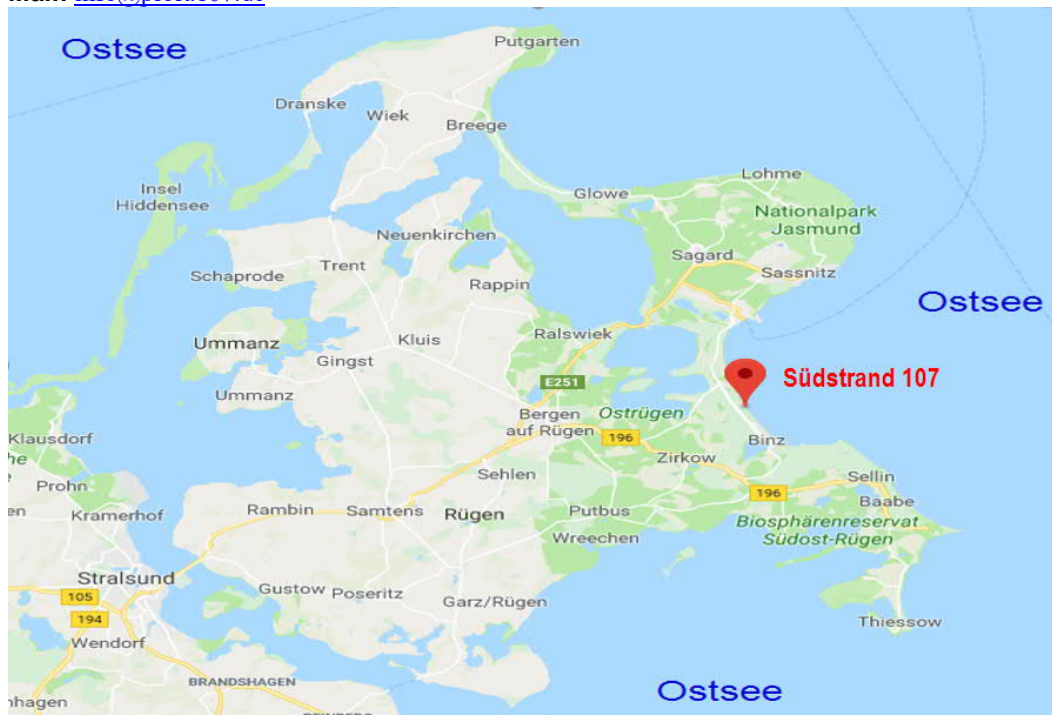 Ostsee
Putgarten
Dranske
Wiek
Breege
Insel
Hiddensee
Lohme
Glowe
Nationalpark
Jasmund
Neuenkirchen
Sagard
Sassnitz
Schaprode
Trent
Rappin
Ostsee
Ummanz
Kluis
Ralswiek
Gingst
Südstrand 107
E251
Ummanz
Bergen
auf Rügen
Ostrügen
196
Binz
Klausdorf
Zirkow
Sehlen
Sellin
Prohn
196
Baabe
Kramerhof
Rambin
Samtens
Rügen
Putbus
Biosphärenreservat
Südost-Rügen
Wreechen
Stralsund
105
Gustow
Poseritz
Garz/Rügen
194
Thiessow
Wendorf
BRANDSHAGEN
Ostsee